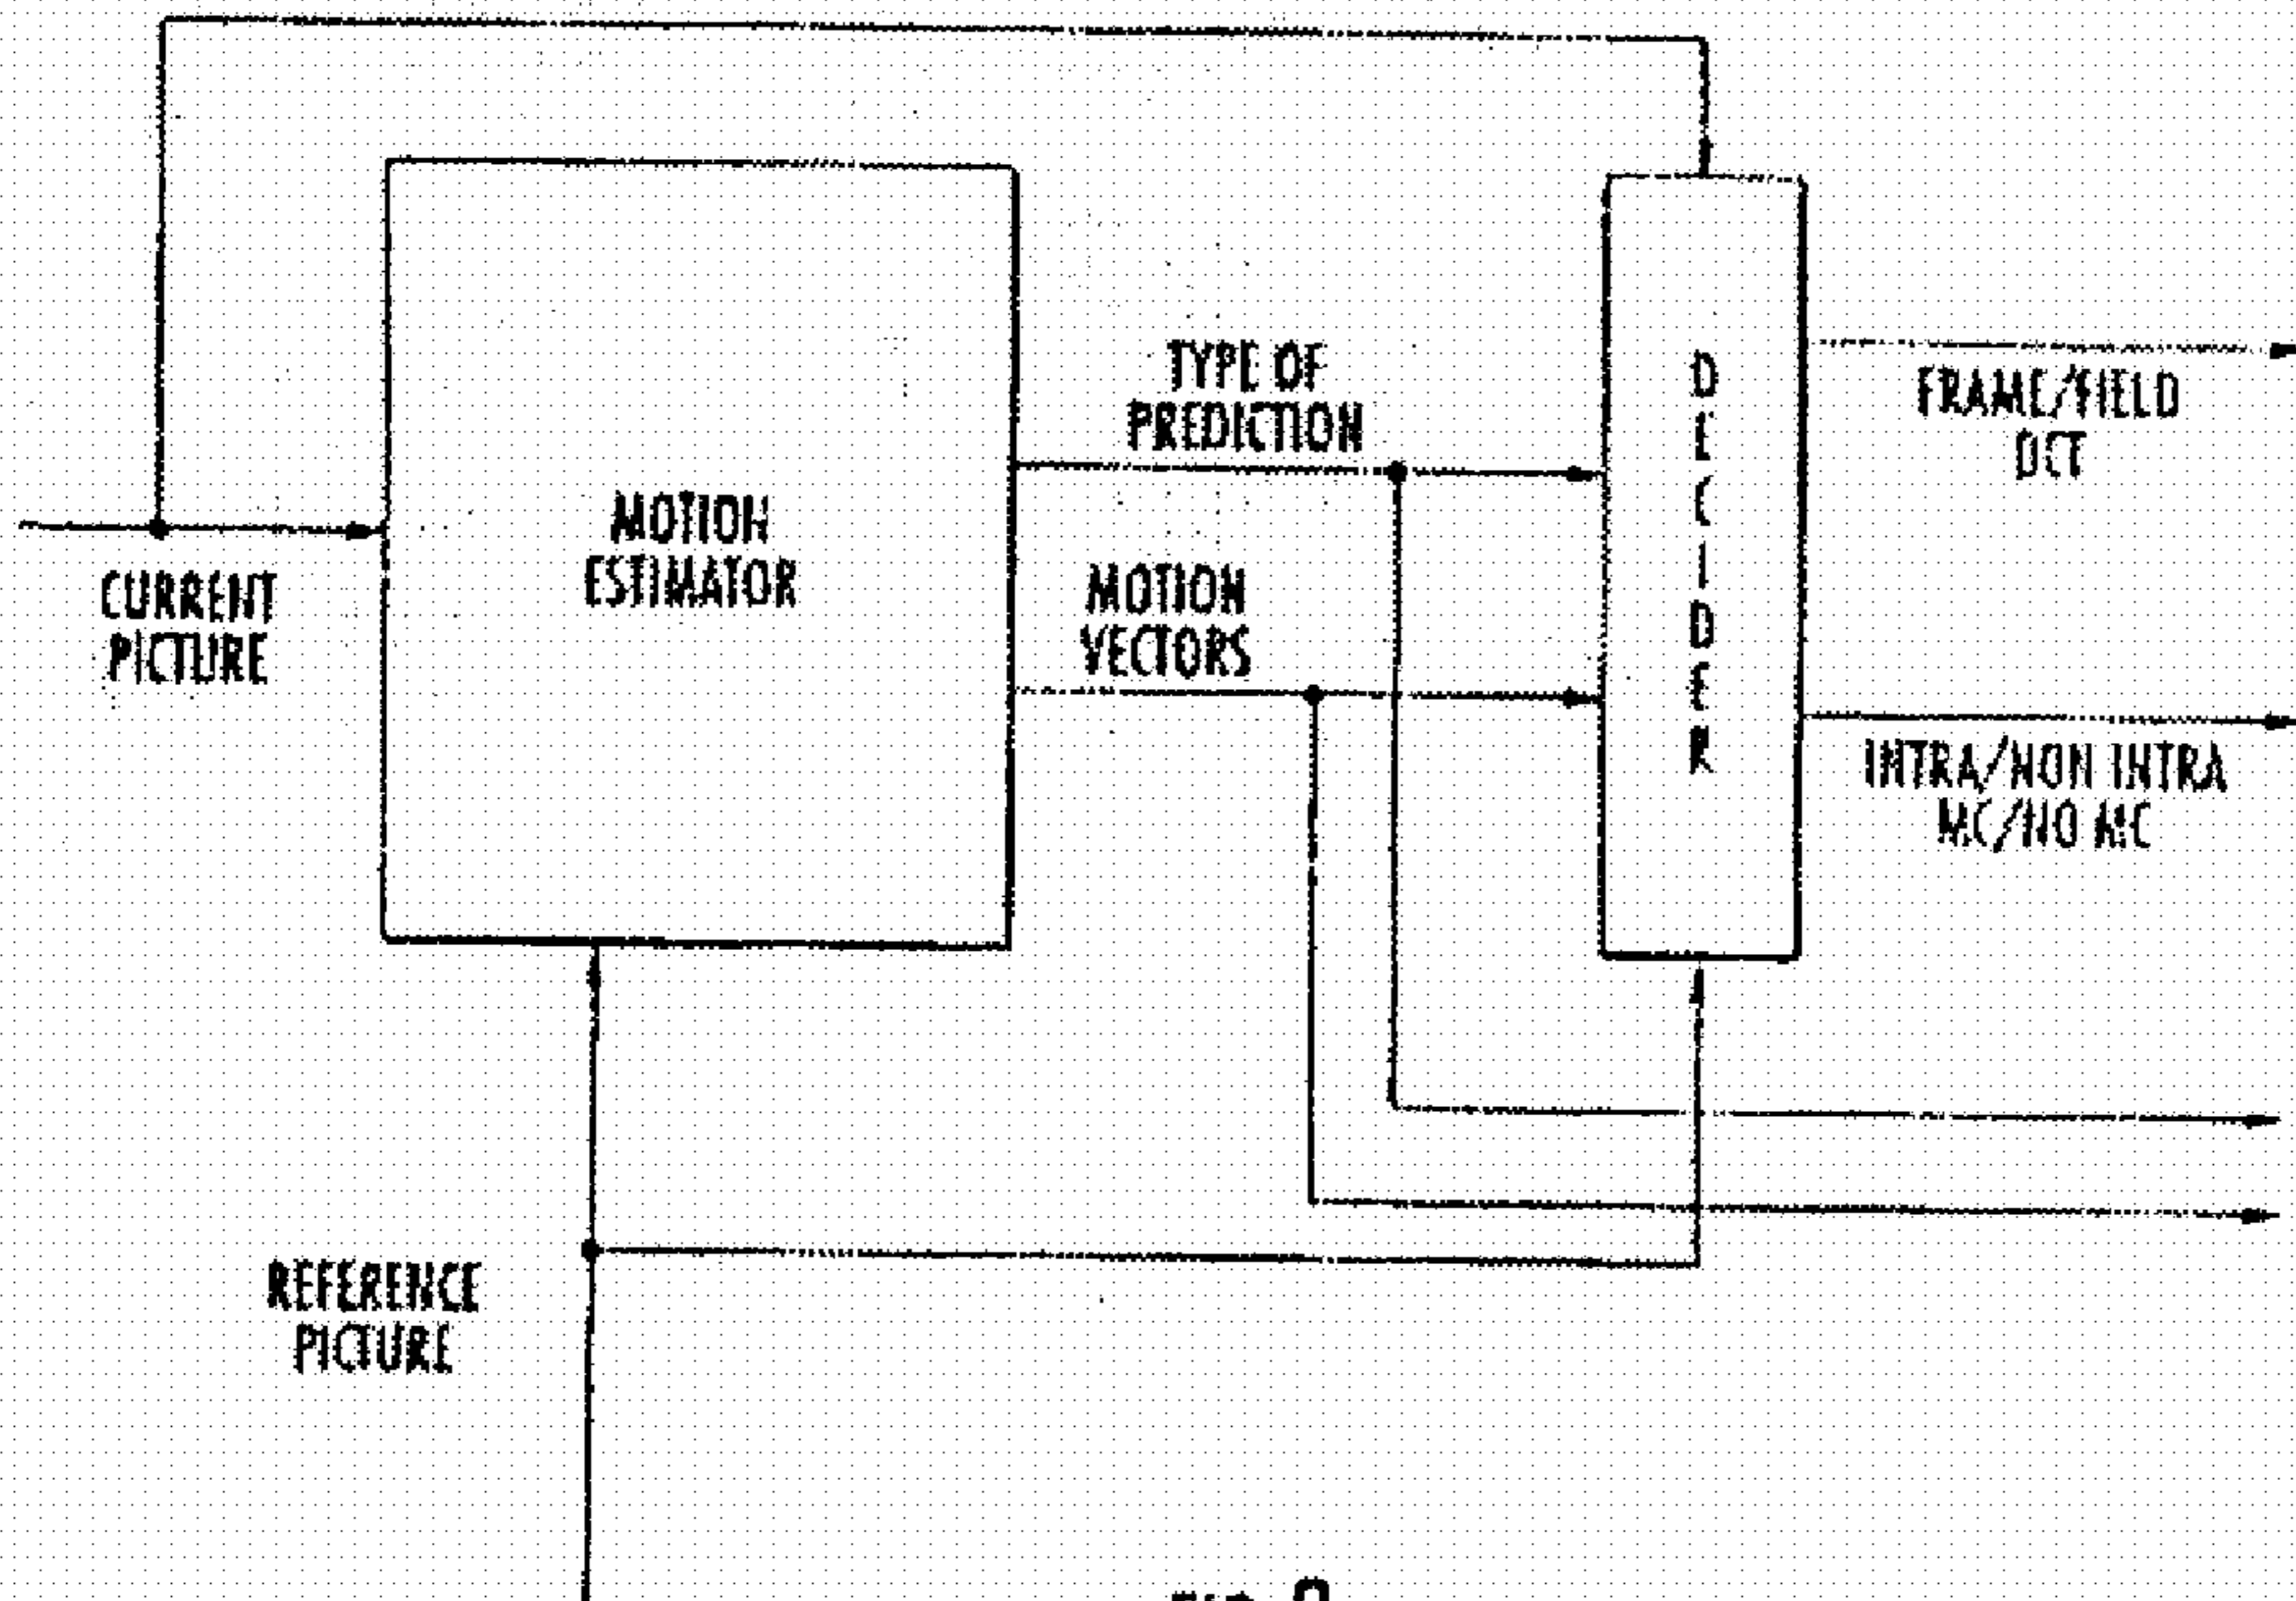 TYPE OF
PREDICTION
DECIDER
FRAME/FIELD
DCT
MOTION
ESTIMATOR
CURRENT
PICTURE
MOTION
VECTORS
INTRA/NON INTRA
MC/NO MC
REFERENCE
PICTURE